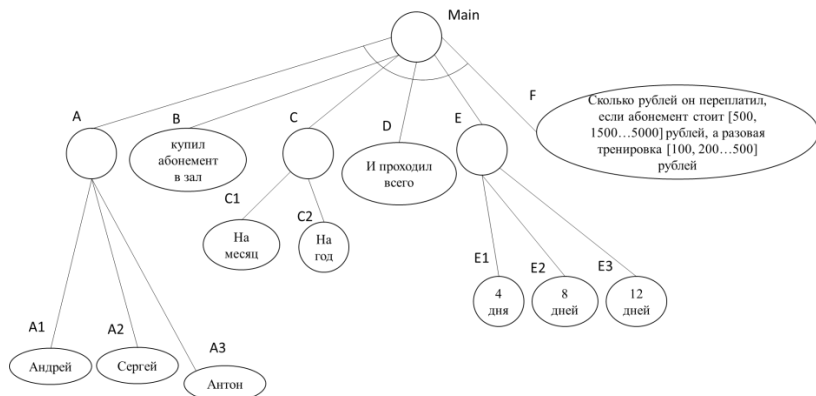 Main
A
B
C
D
E
F
купил
абонемент
в зал
И проходил
всего
Сколько рублей он переплатил,
если абонемент стоит [500,
1500…5000] рублей, а разовая
тренировка [100, 200…500]
рублей
C1
C2
На
месяц
На
год
E1
E2
E3
4
дня
8
дней
12
дней
A1
A2
A3
Андрей
Сергей
Антон